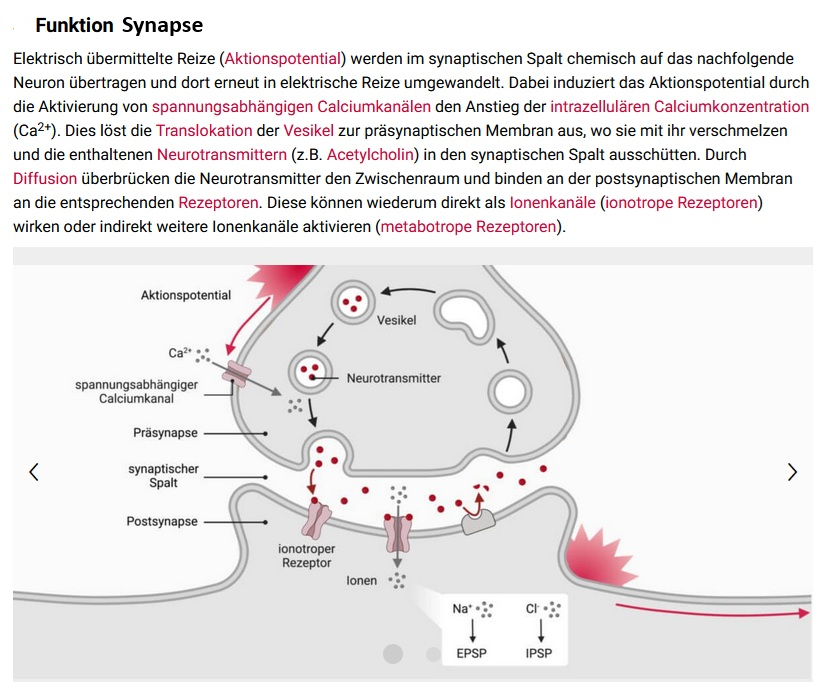 Funktion Synapse
Elektrisch übermittelte Reize (Aktionspotential) werden im synaptischen Spalt chemisch auf das nachfolgende
Neuron übertragen und dort erneut in elektrische Reize umgewandelt. Dabei induziert das Aktionspotential durch
die Aktivierung von spannungsabhängigen Calciumkanälen den Anstieg der intrazellulären Calciumkonzentration
(Ca²⁺). Dies löst die Translokation der Vesikel zur präsynaptischen Membran aus, wo sie mit ihr verschmelzen
und die enthaltenen Neurotransmittern (z.B. Acetylcholin) in den synaptischen Spalt ausschütten. Durch
Diffusion überbrücken die Neurotransmitter den Zwischenraum und binden an der postsynaptischen Membran
an die entsprechenden Rezeptoren. Diese können wiederum direkt als Ionenkanäle (ionotrope Rezeptoren)
wirken oder indirekt weitere Ionenkanäle aktivieren (metabotrope Rezeptoren).
Aktionspotential
Vesikel
Ca²⁺
Neurotransmitter
spannungsabhängiger
Calciumkanal
Präsynapse
synaptischer
Spalt
Postsynapse
ionotroper
Rezeptor
Ionen
Na⁺ Cl⁻
EPSP IPSP